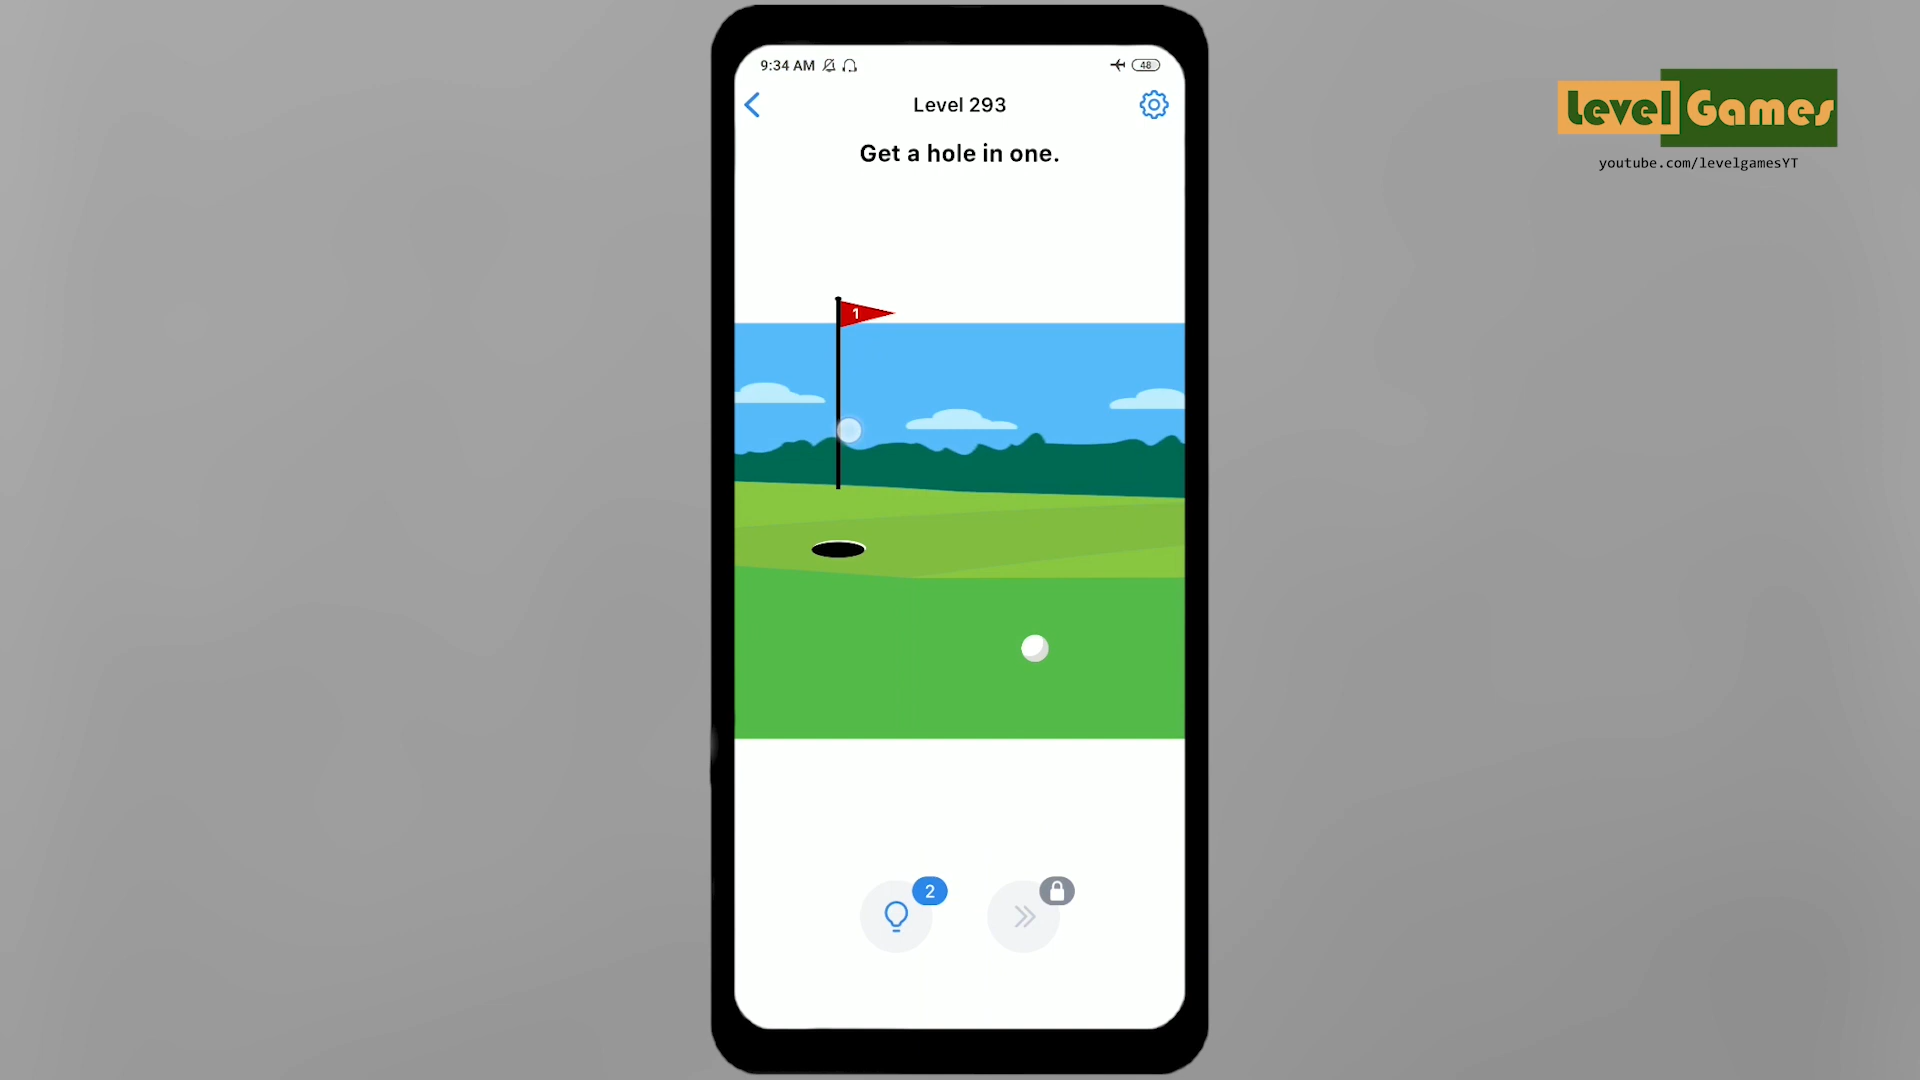 9:34 AM
48
Level 293
Get a hole in one.
1
2
Level Games
youtube.com/levelgamesYT